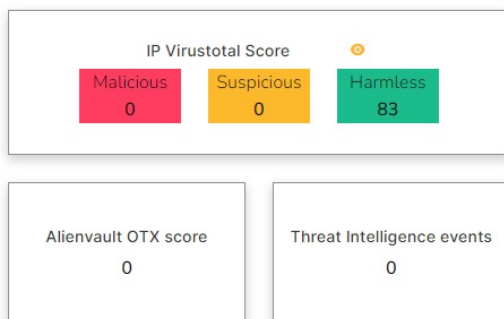 IP Virustotal Score
Malicious Suspicious Harmless
0 0 83
Alienvault OTX score Threat Intelligence events
0 0